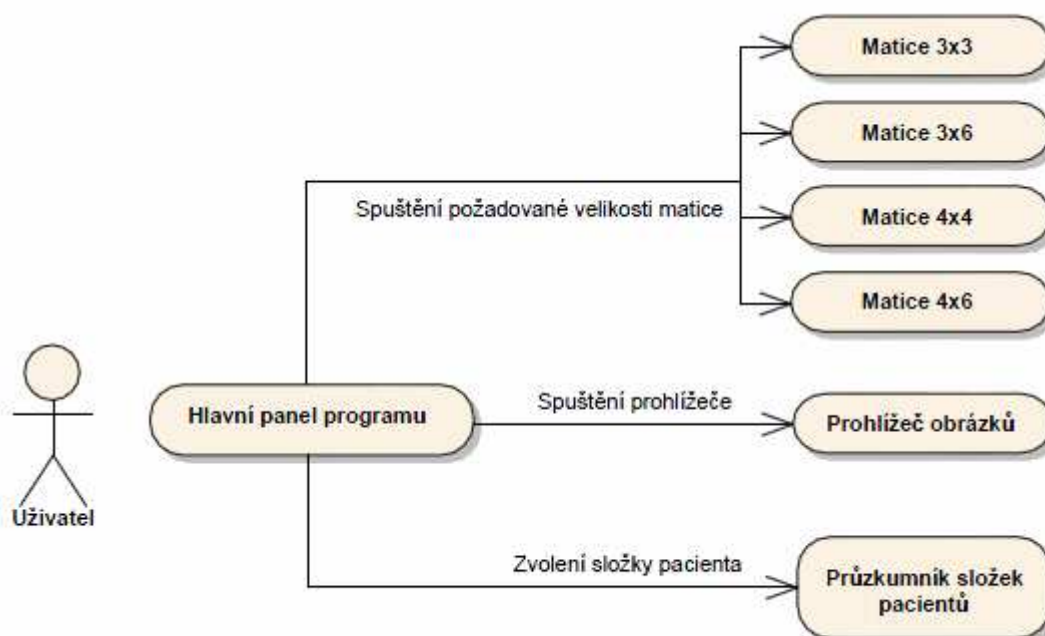 Matice 3x3
Matice 3x6
Spuštění požadované velikosti matice
Matice 4x4
Matice 4x6
Uživatel
Hlavní panel programu
Spuštění prohlížeče
Prohlížeč obrázků
Zvolení složky pacienta
Průzkumník složek
pacientů